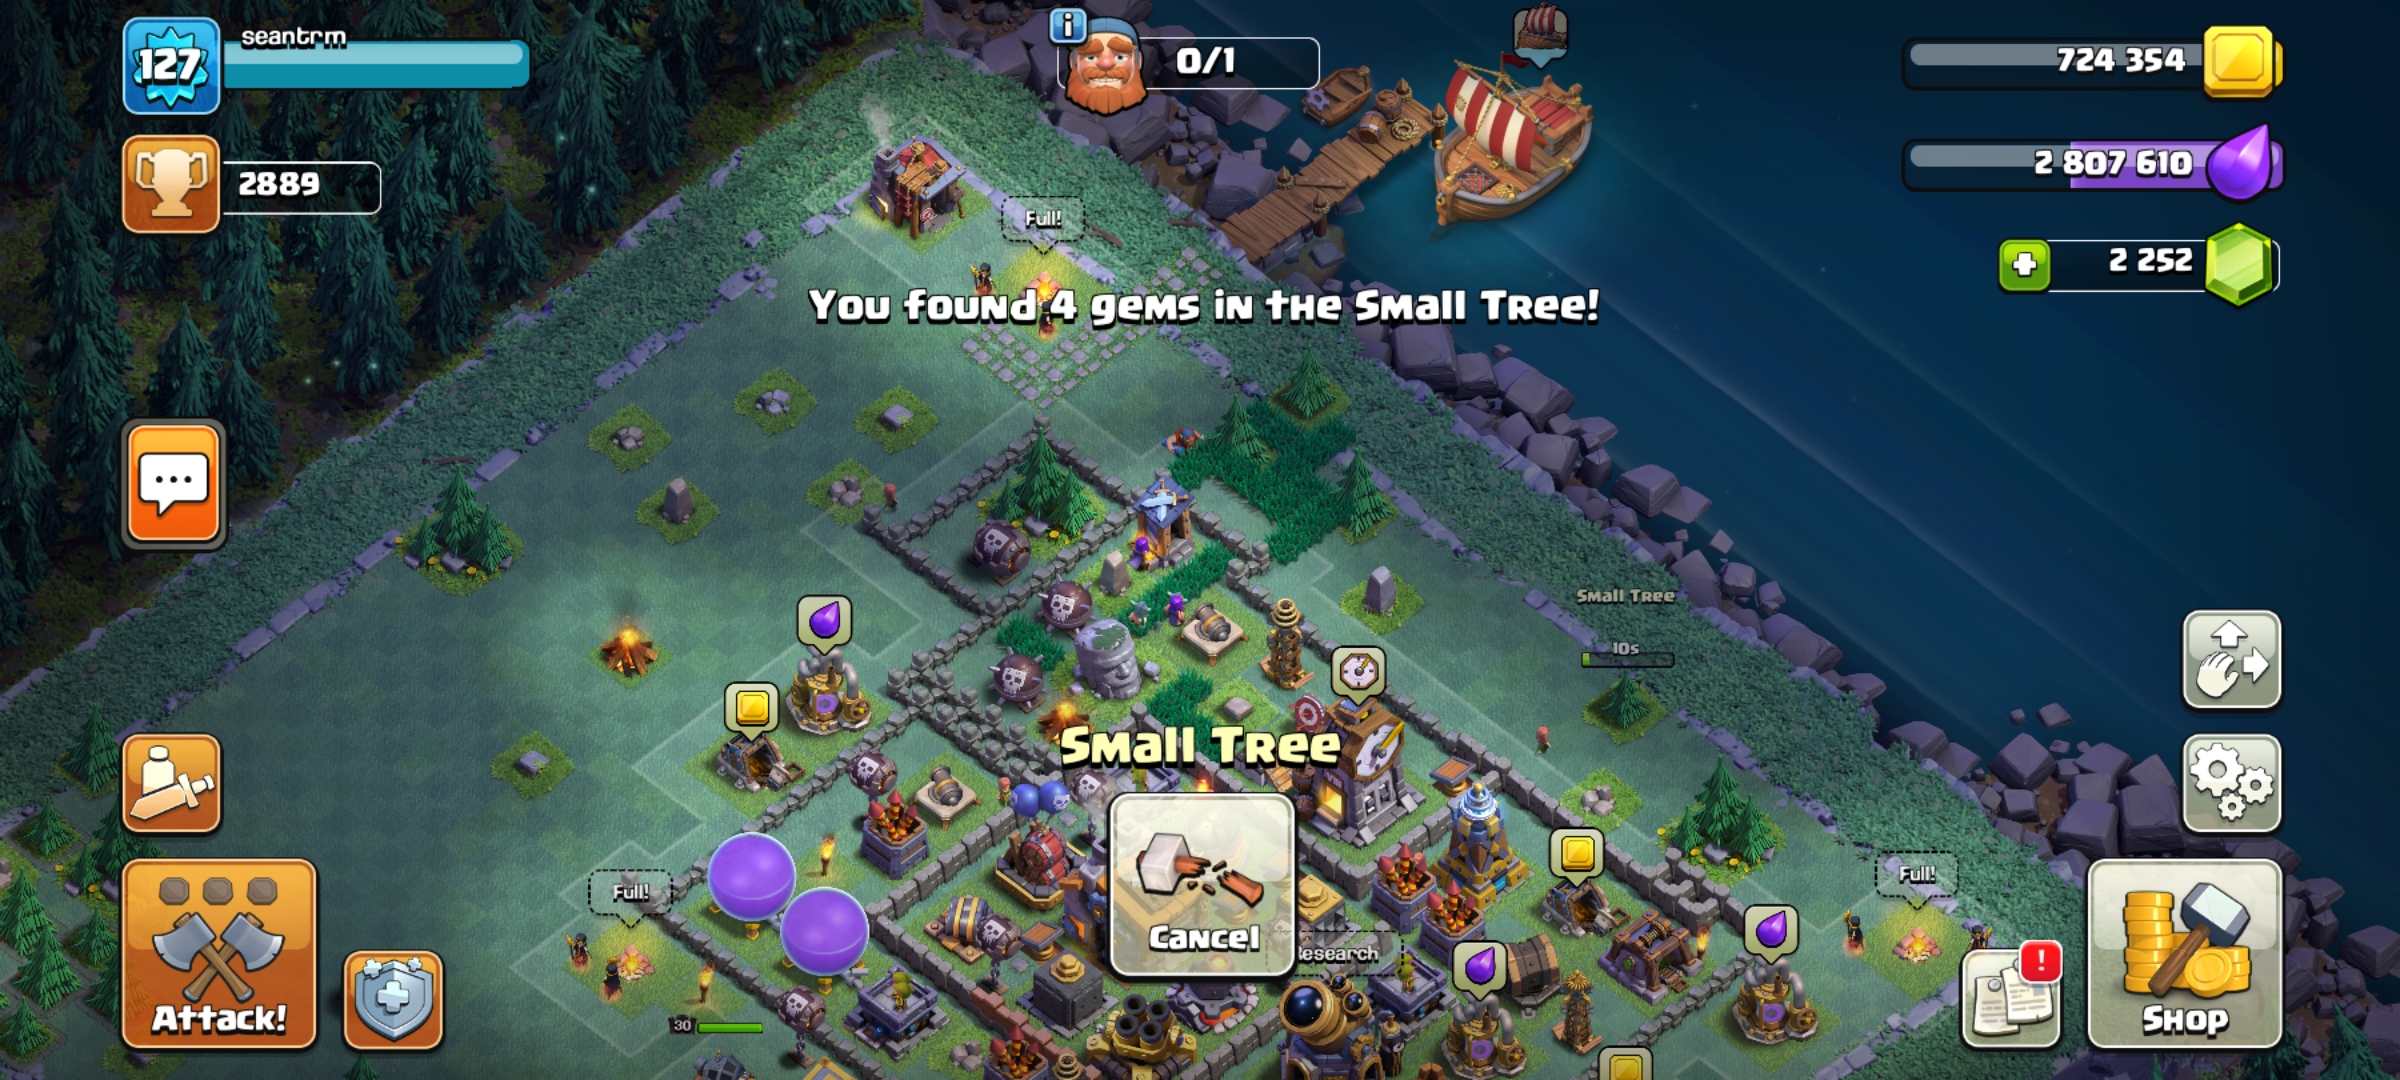 127
seantrm
0/1
724 354
2889
2 807 610
Full!
2 252
You found 4 gems in the Small Tree!
Small Tree
10s
Small Tree
Full!
Full!
Cancel
Research
Attack!
30
!
Shop